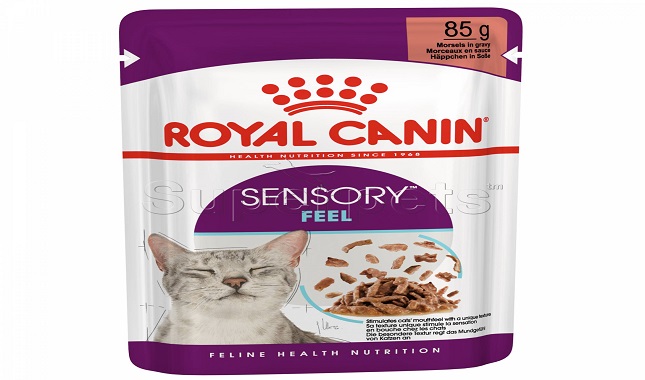 85 g
Morsels in gravy
Morceaux en sauce
Häppchen in Soße
ROYAL CANIN
HEALTH NUTRITION SINCE 1968
SENSORY™
Superpets™
FEEL
Stimulates cats' mouthfeel with a unique texture
Sa texture unique stimule la sensation
en bouche chez les chats
Die besondere Textur regt das Mundgefühl
von Katzen an
FELINE HEALTH NUTRITION